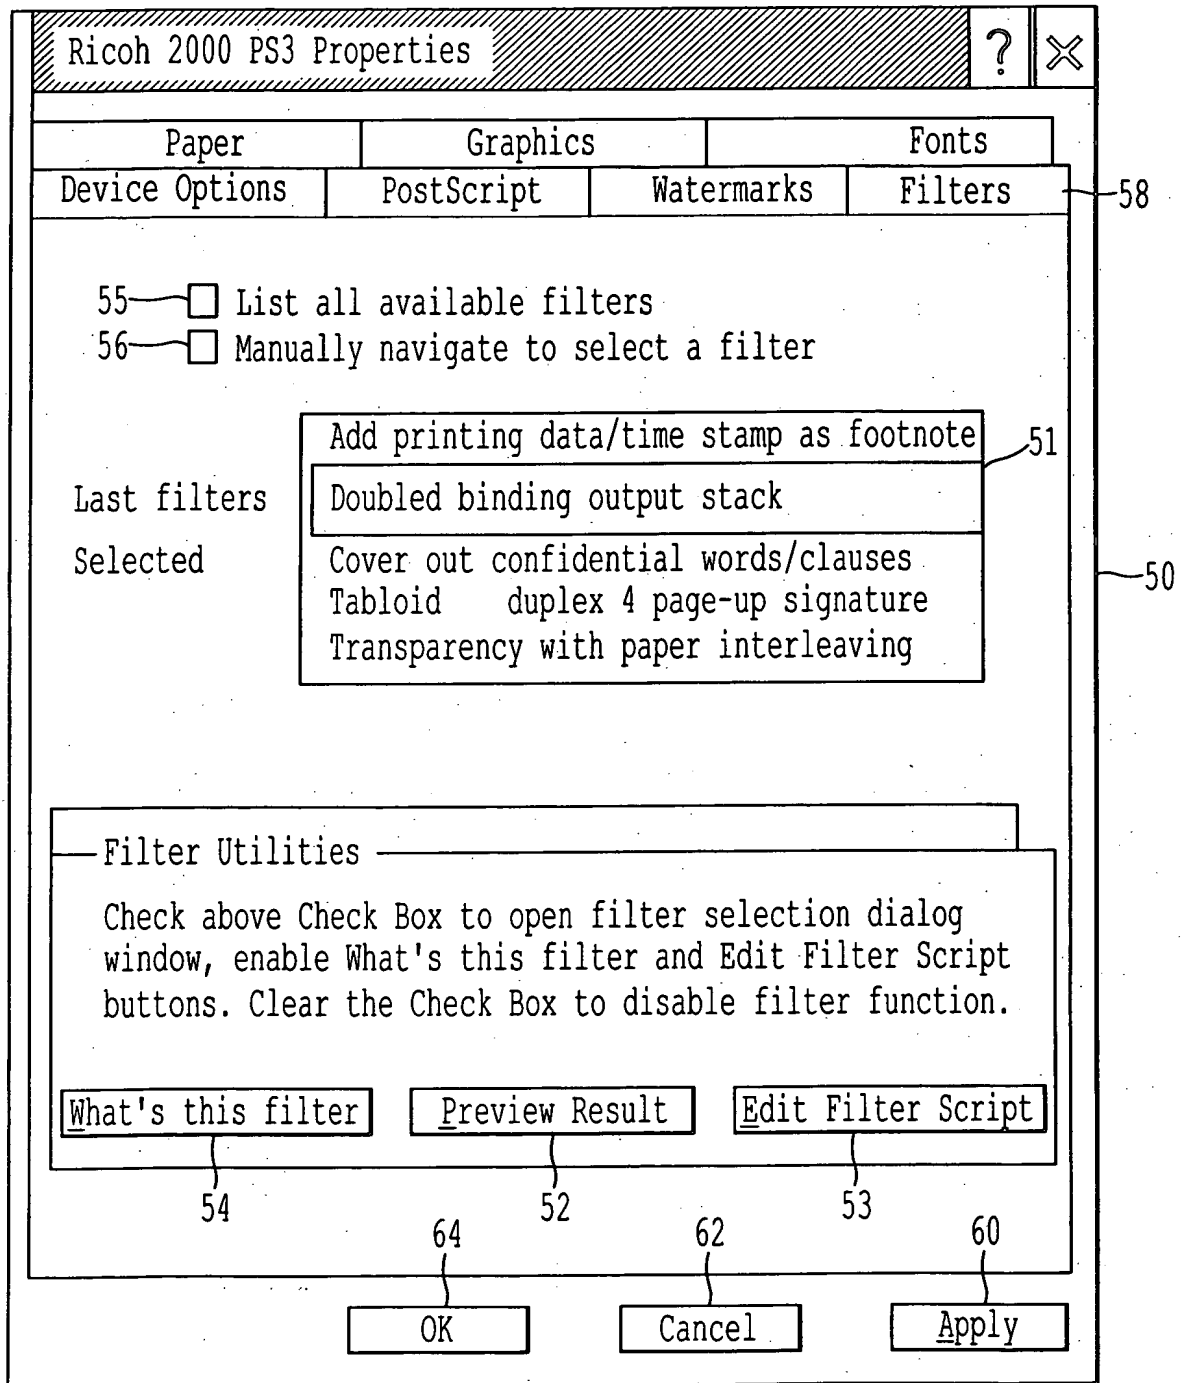 Ricoh 2000 PS3 Properties ? X
Paper Graphics Fonts
Device Options PostScript Watermarks Filters 58
55 List all available filters
56 Manually navigate to select a filter
Add printing data/time stamp as footnote 51
Last filters Doubled binding output stack
Selected Cover out confidential words/clauses
50
Tabloid duplex 4 page-up signature
Transparency with paper interleaving
Filter Utilities
Check above Check Box to open filter selection dialog
window, enable What's this filter and Edit Filter Script
buttons. Clear the Check Box to disable filter function.
What's this filter Preview Result Edit Filter Script
54 52 53
64 62 60
OK Cancel Apply